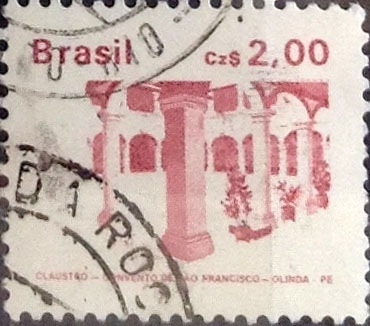 Brasil Cz$ 2,00
CLAUSTRO – CONVENTO DE SÃO FRANCISCO – OLINDA - PE